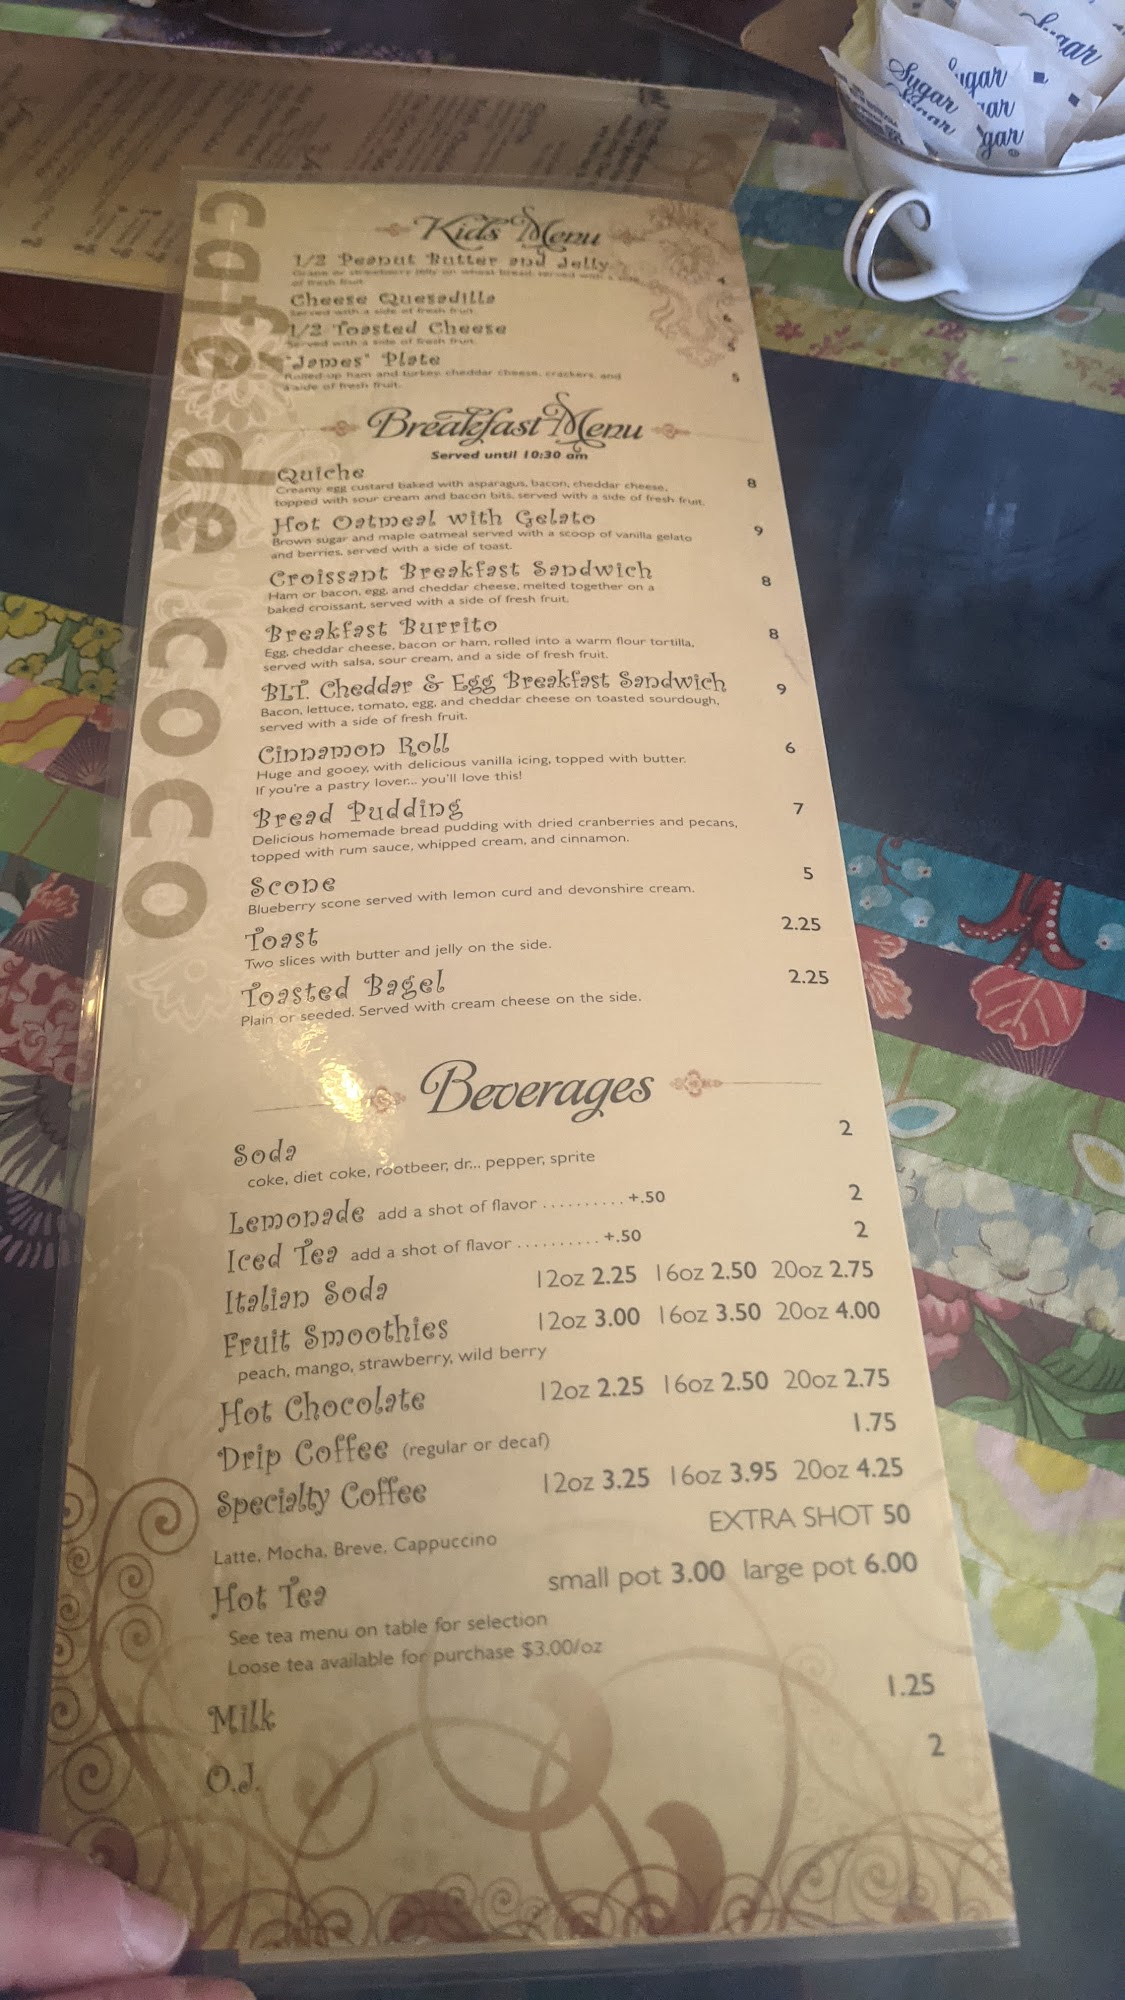 Sugar
Sugar
Sugar
cafe de coco
Kids Menu
1/2 Peanut Butter and Jelly
Grape or strawberry jelly on wheat bread, served with a side
of fresh fruit. 4
Cheese Quesadilla
Served with a side of fresh fruit. 6
1/2 Toasted Cheese
Served with a side of fresh fruit. 5
"James" Plate
Rolled-up ham and turkey, cheddar cheese, crackers, and 5
a side of fresh fruit.
Breakfast Menu
Served until 10:30 am
Quiche 8
Creamy egg custard baked with asparagus, bacon, cheddar cheese,
topped with sour cream and bacon bits, served with a side of fresh fruit.
Hot Oatmeal with Gelato 9
Brown sugar and maple oatmeal served with a scoop of vanilla gelato
and berries, served with a side of toast.
Croissant Breakfast Sandwich 8
Ham or bacon, egg, and cheddar cheese, melted together on a
baked croissant, served with a side of fresh fruit.
Breakfast Burrito 8
Egg, cheddar cheese, bacon or ham, rolled into a warm flour tortilla,
served with salsa, sour cream, and a side of fresh fruit.
BLT, Cheddar & Egg Breakfast Sandwich 9
Bacon, lettuce, tomato, egg, and cheddar cheese on toasted sourdough,
served with a side of fresh fruit.
Cinnamon Roll 6
Huge and gooey, with delicious vanilla icing, topped with butter.
If you're a pastry lover... you'll love this!
Bread Pudding 7
Delicious homemade bread pudding with dried cranberries and pecans,
topped with rum sauce, whipped cream, and cinnamon.
Scone 5
Blueberry scone served with lemon curd and devonshire cream.
Toast 2.25
Two slices with butter and jelly on the side.
Toasted Bagel 2.25
Plain or seeded. Served with cream cheese on the side.
Beverages
Soda 2
coke, diet coke, rootbeer, dr... pepper, sprite
Lemonade add a shot of flavor .......... +.50 2
Iced Tea add a shot of flavor .......... +.50 2
Italian Soda 12oz 2.25 16oz 2.50 20oz 2.75
Fruit Smoothies 12oz 3.00 16oz 3.50 20oz 4.00
peach, mango, strawberry, wild berry
Hot Chocolate 12oz 2.25 16oz 2.50 20oz 2.75
Drip Coffee (regular or decaf) 1.75
Specialty Coffee 12oz 3.25 16oz 3.95 20oz 4.25
EXTRA SHOT 50
Latte, Mocha, Breve, Cappuccino
Hot Tea small pot 3.00 large pot 6.00
See tea menu on table for selection
Loose tea available for purchase $3.00/oz
Milk 1.25
O.J. 2